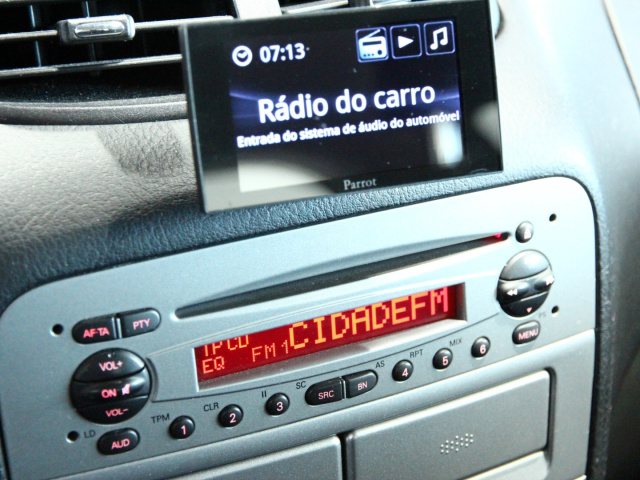 07:13
Rádio do carro
Entrada do sistema de áudio do automóvel
Parrot
AF-TA PTY
TP CD
EQ FM1 CIDADEFM
MENU
VOL+
ON
VOL-
LD AUD
TPM CLR II SC AS RPT MIX
1 2 3 SRC BN 4 5 6